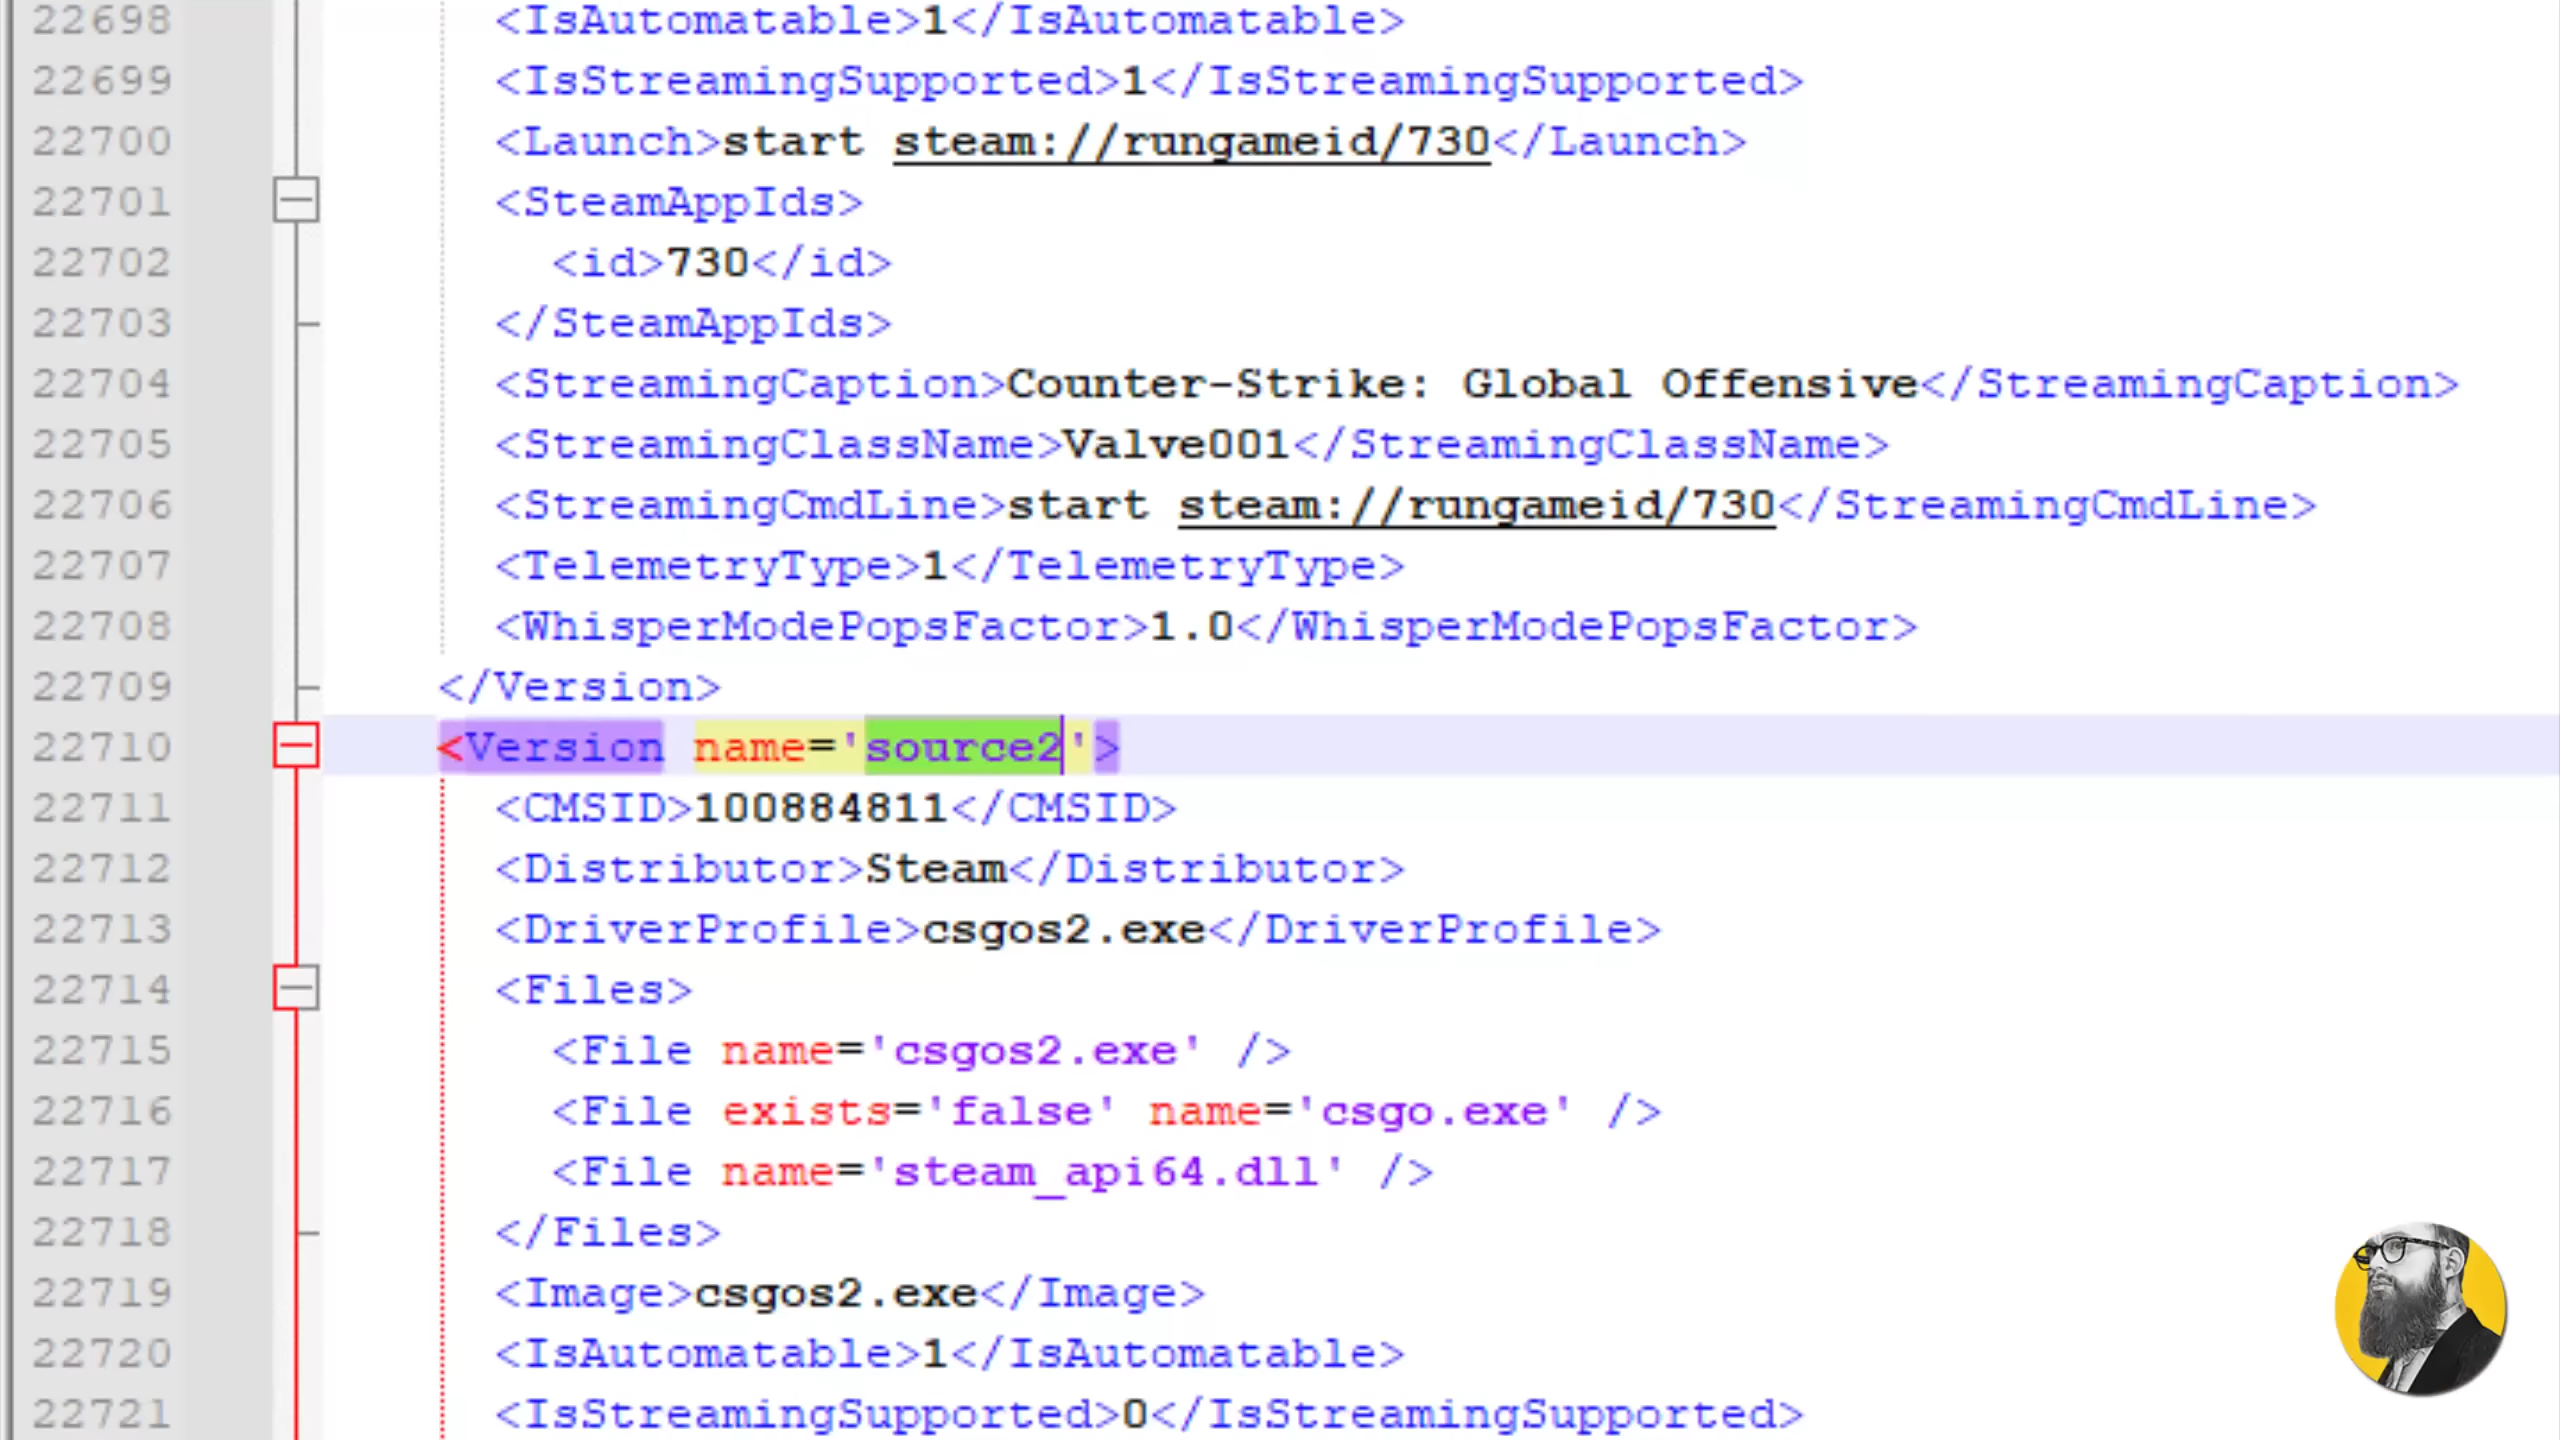 22698 <IsAutomatable>1</IsAutomatable>
22699 <IsStreamingSupported>1</IsStreamingSupported>
22700 <Launch>start steam://rungameid/730</Launch>
22701 <SteamAppIds>
22702 <id>730</id>
22703 </SteamAppIds>
22704 <StreamingCaption>Counter-Strike: Global Offensive</StreamingCaption>
22705 <StreamingClassName>Valve001</StreamingClassName>
22706 <StreamingCmdLine>start steam://rungameid/730</StreamingCmdLine>
22707 <TelemetryType>1</TelemetryType>
22708 <WhisperModePopsFactor>1.0</WhisperModePopsFactor>
22709 </Version>
22710 <Version name='source2'>
22711 <CMSID>100884811</CMSID>
22712 <Distributor>Steam</Distributor>
22713 <DriverProfile>csgos2.exe</DriverProfile>
22714 <Files>
22715 <File name='csgos2.exe' />
22716 <File exists='false' name='csgo.exe' />
22717 <File name='steam_api64.dll' />
22718 </Files>
22719 <Image>csgos2.exe</Image>
22720 <IsAutomatable>1</IsAutomatable>
22721 <IsStreamingSupported>0</IsStreamingSupported>